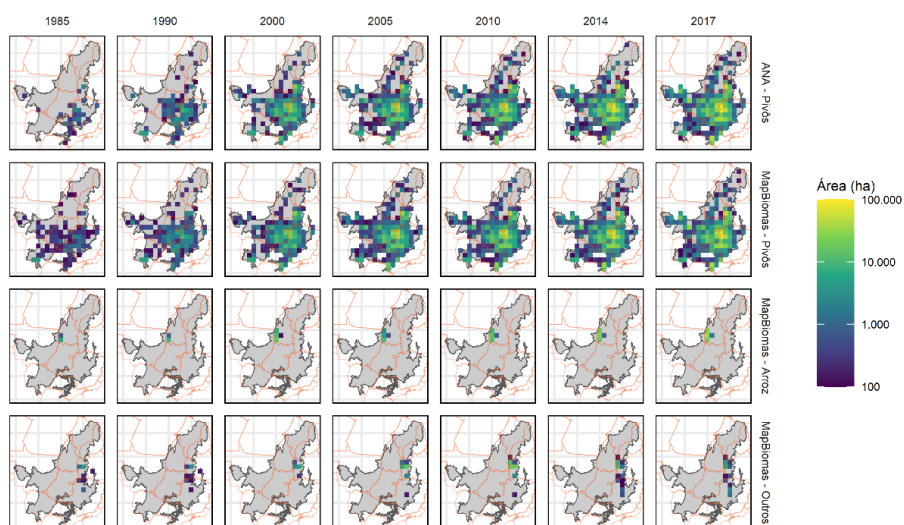 1985 1990 2000 2005 2010 2014 2017
ANA - Pivôs
MapBiomas - Pivôs
MapBiomas - Arroz
MapBiomas - Outros
Área (ha)
100.000
10.000
1.000
100